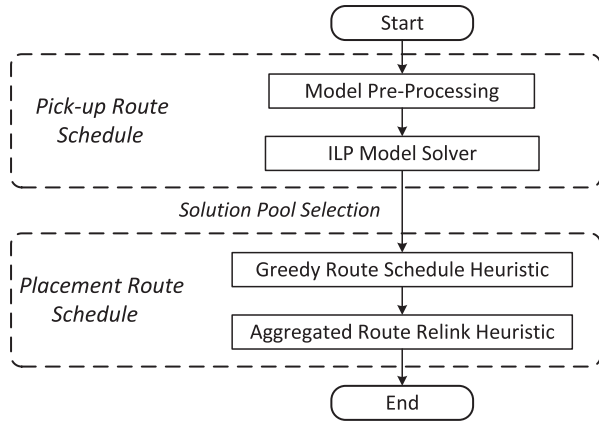 Start
Pick-up Route
Schedule
Model Pre-Processing
ILP Model Solver
Solution Pool Selection
Placement Route
Schedule
Greedy Route Schedule Heuristic
Aggregated Route Relink Heuristic
End